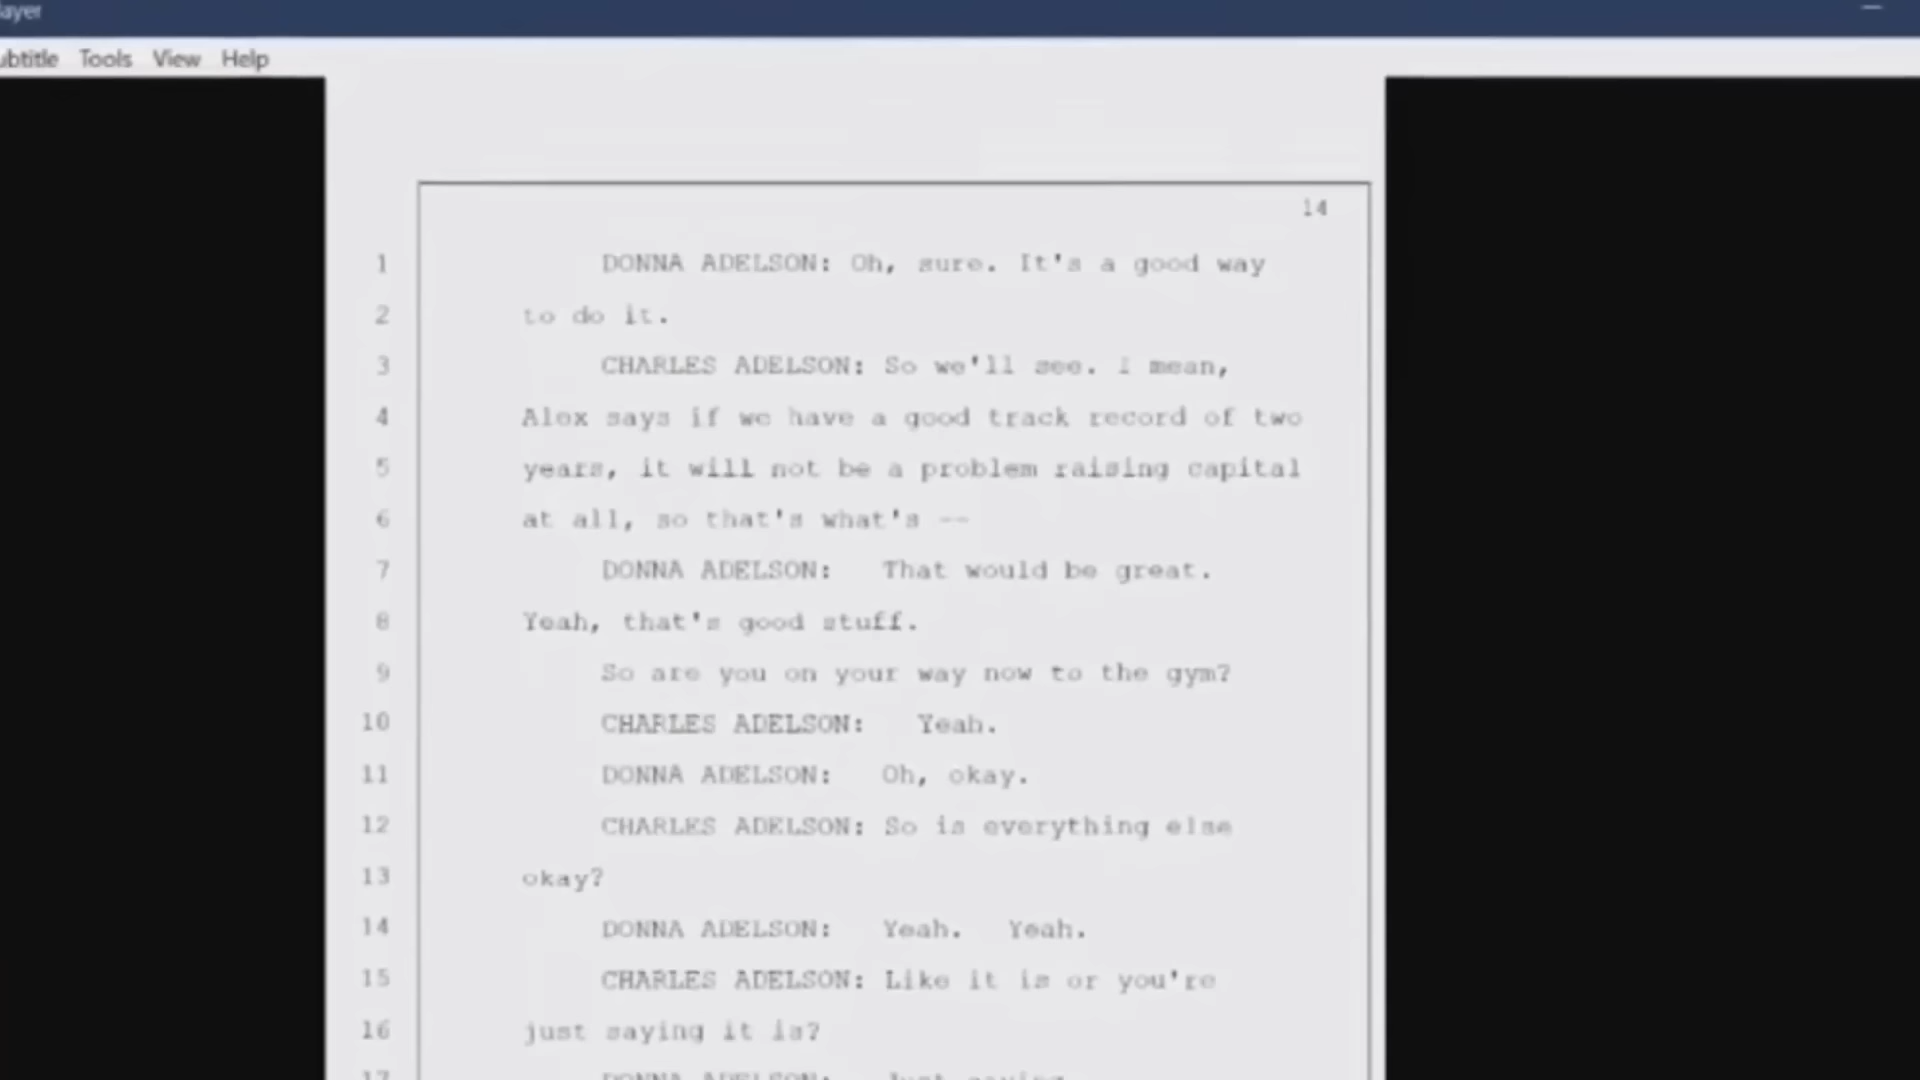 ayer
ubtitle Tools View Help
14
1 DONNA ADELSON: Oh, sure. It's a good way
2 to do it.
3 CHARLES ADELSON: So we'll see. I mean,
4 Alex says if we have a good track record of two
5 years, it will not be a problem raising capital
6 at all, so that's what's --
7 DONNA ADELSON: That would be great.
8 Yeah, that's good stuff.
9 So are you on your way now to the gym?
10 CHARLES ADELSON: Yeah.
11 DONNA ADELSON: Oh, okay.
12 CHARLES ADELSON: So is everything else
13 okay?
14 DONNA ADELSON: Yeah. Yeah.
15 CHARLES ADELSON: Like it is or you're
16 just saying it is?
17 DONNA ADELSON: Just saying